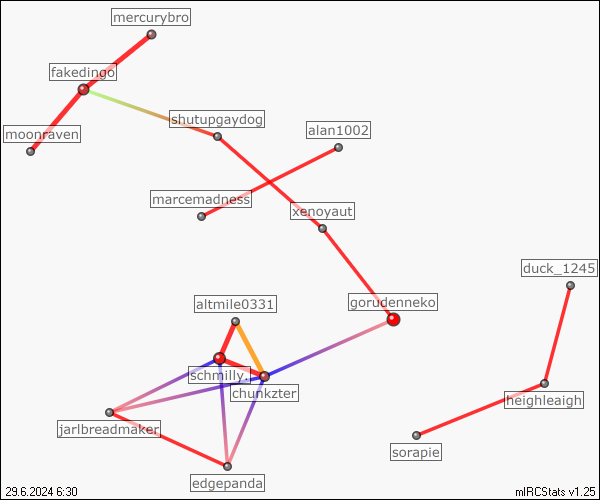 mercurybro
fakedingo
shutupgaydog
moonraven
alan1002
marcemadness
xenoyaut
duck_1245
altmile0331
gorudenneko
schmilly.
chunkzter
heighleaigh
jarlbreadmaker
sorapie
edgepanda
29.6.2024 6:30
mIRCStats v1.25